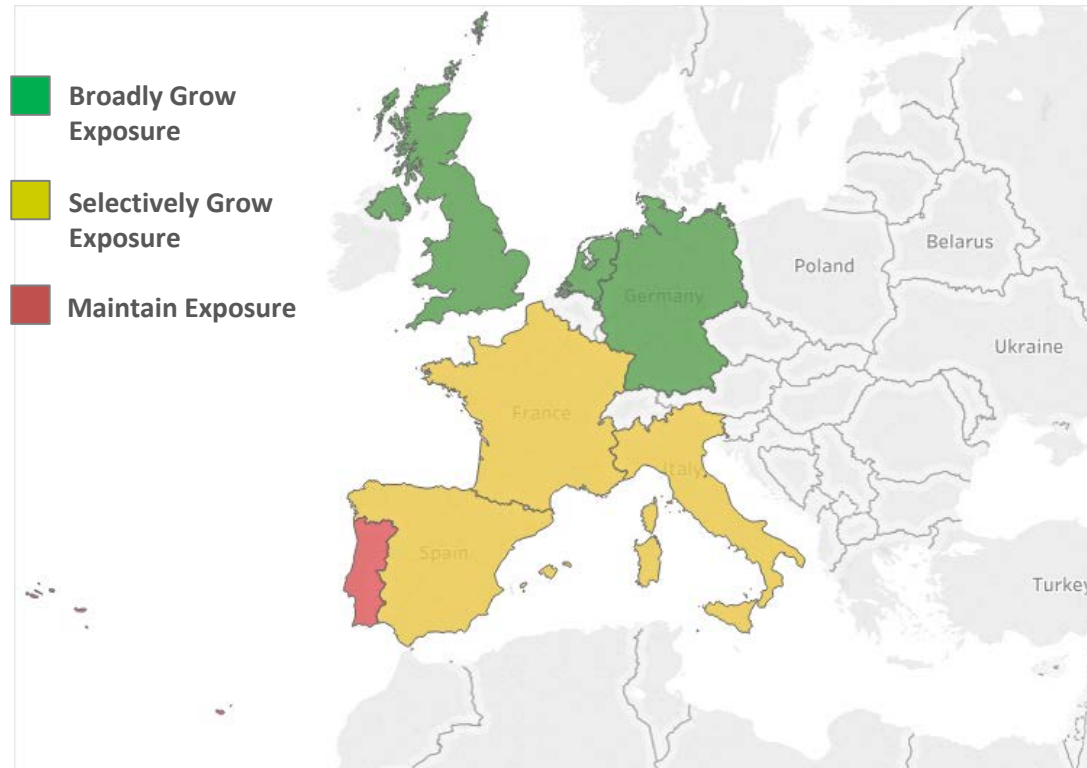 Broadly Grow
Exposure
Selectively Grow
Exposure
Maintain Exposure
Belarus
Poland
Germany
Ukraine
France
Italy
Spain
Turkey